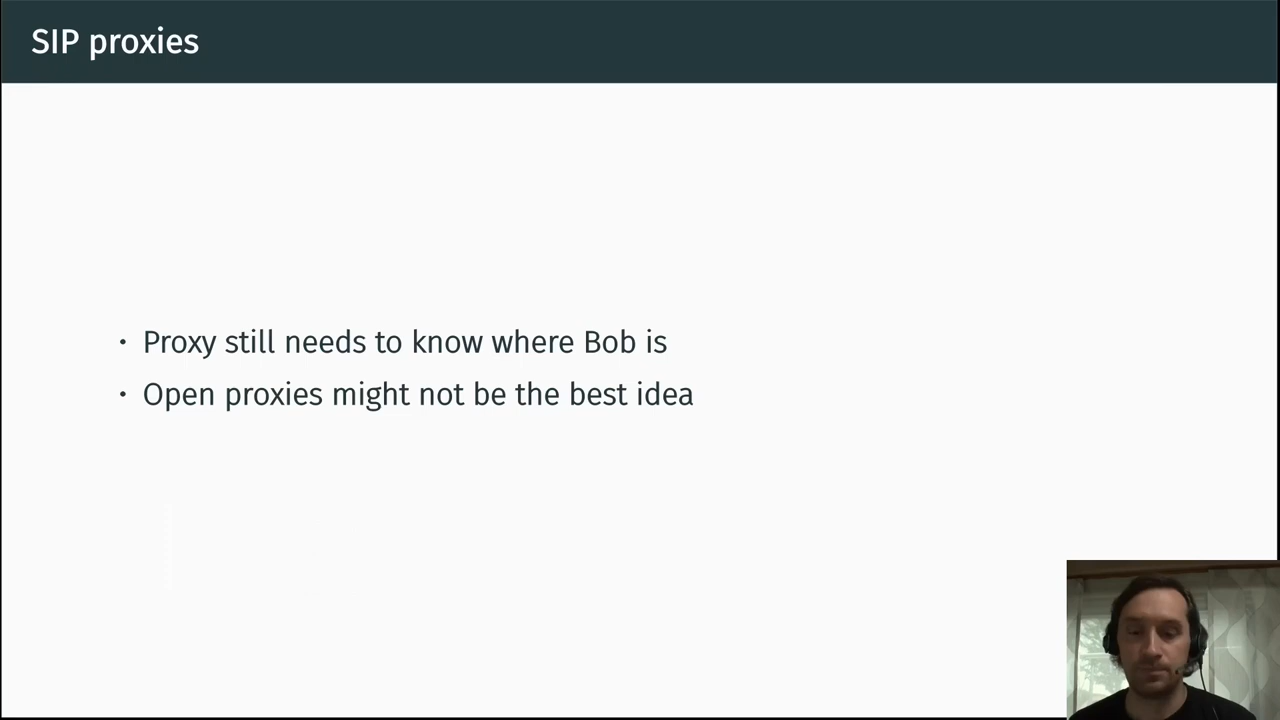 SIP proxies
• Proxy still needs to know where Bob is
• Open proxies might not be the best idea